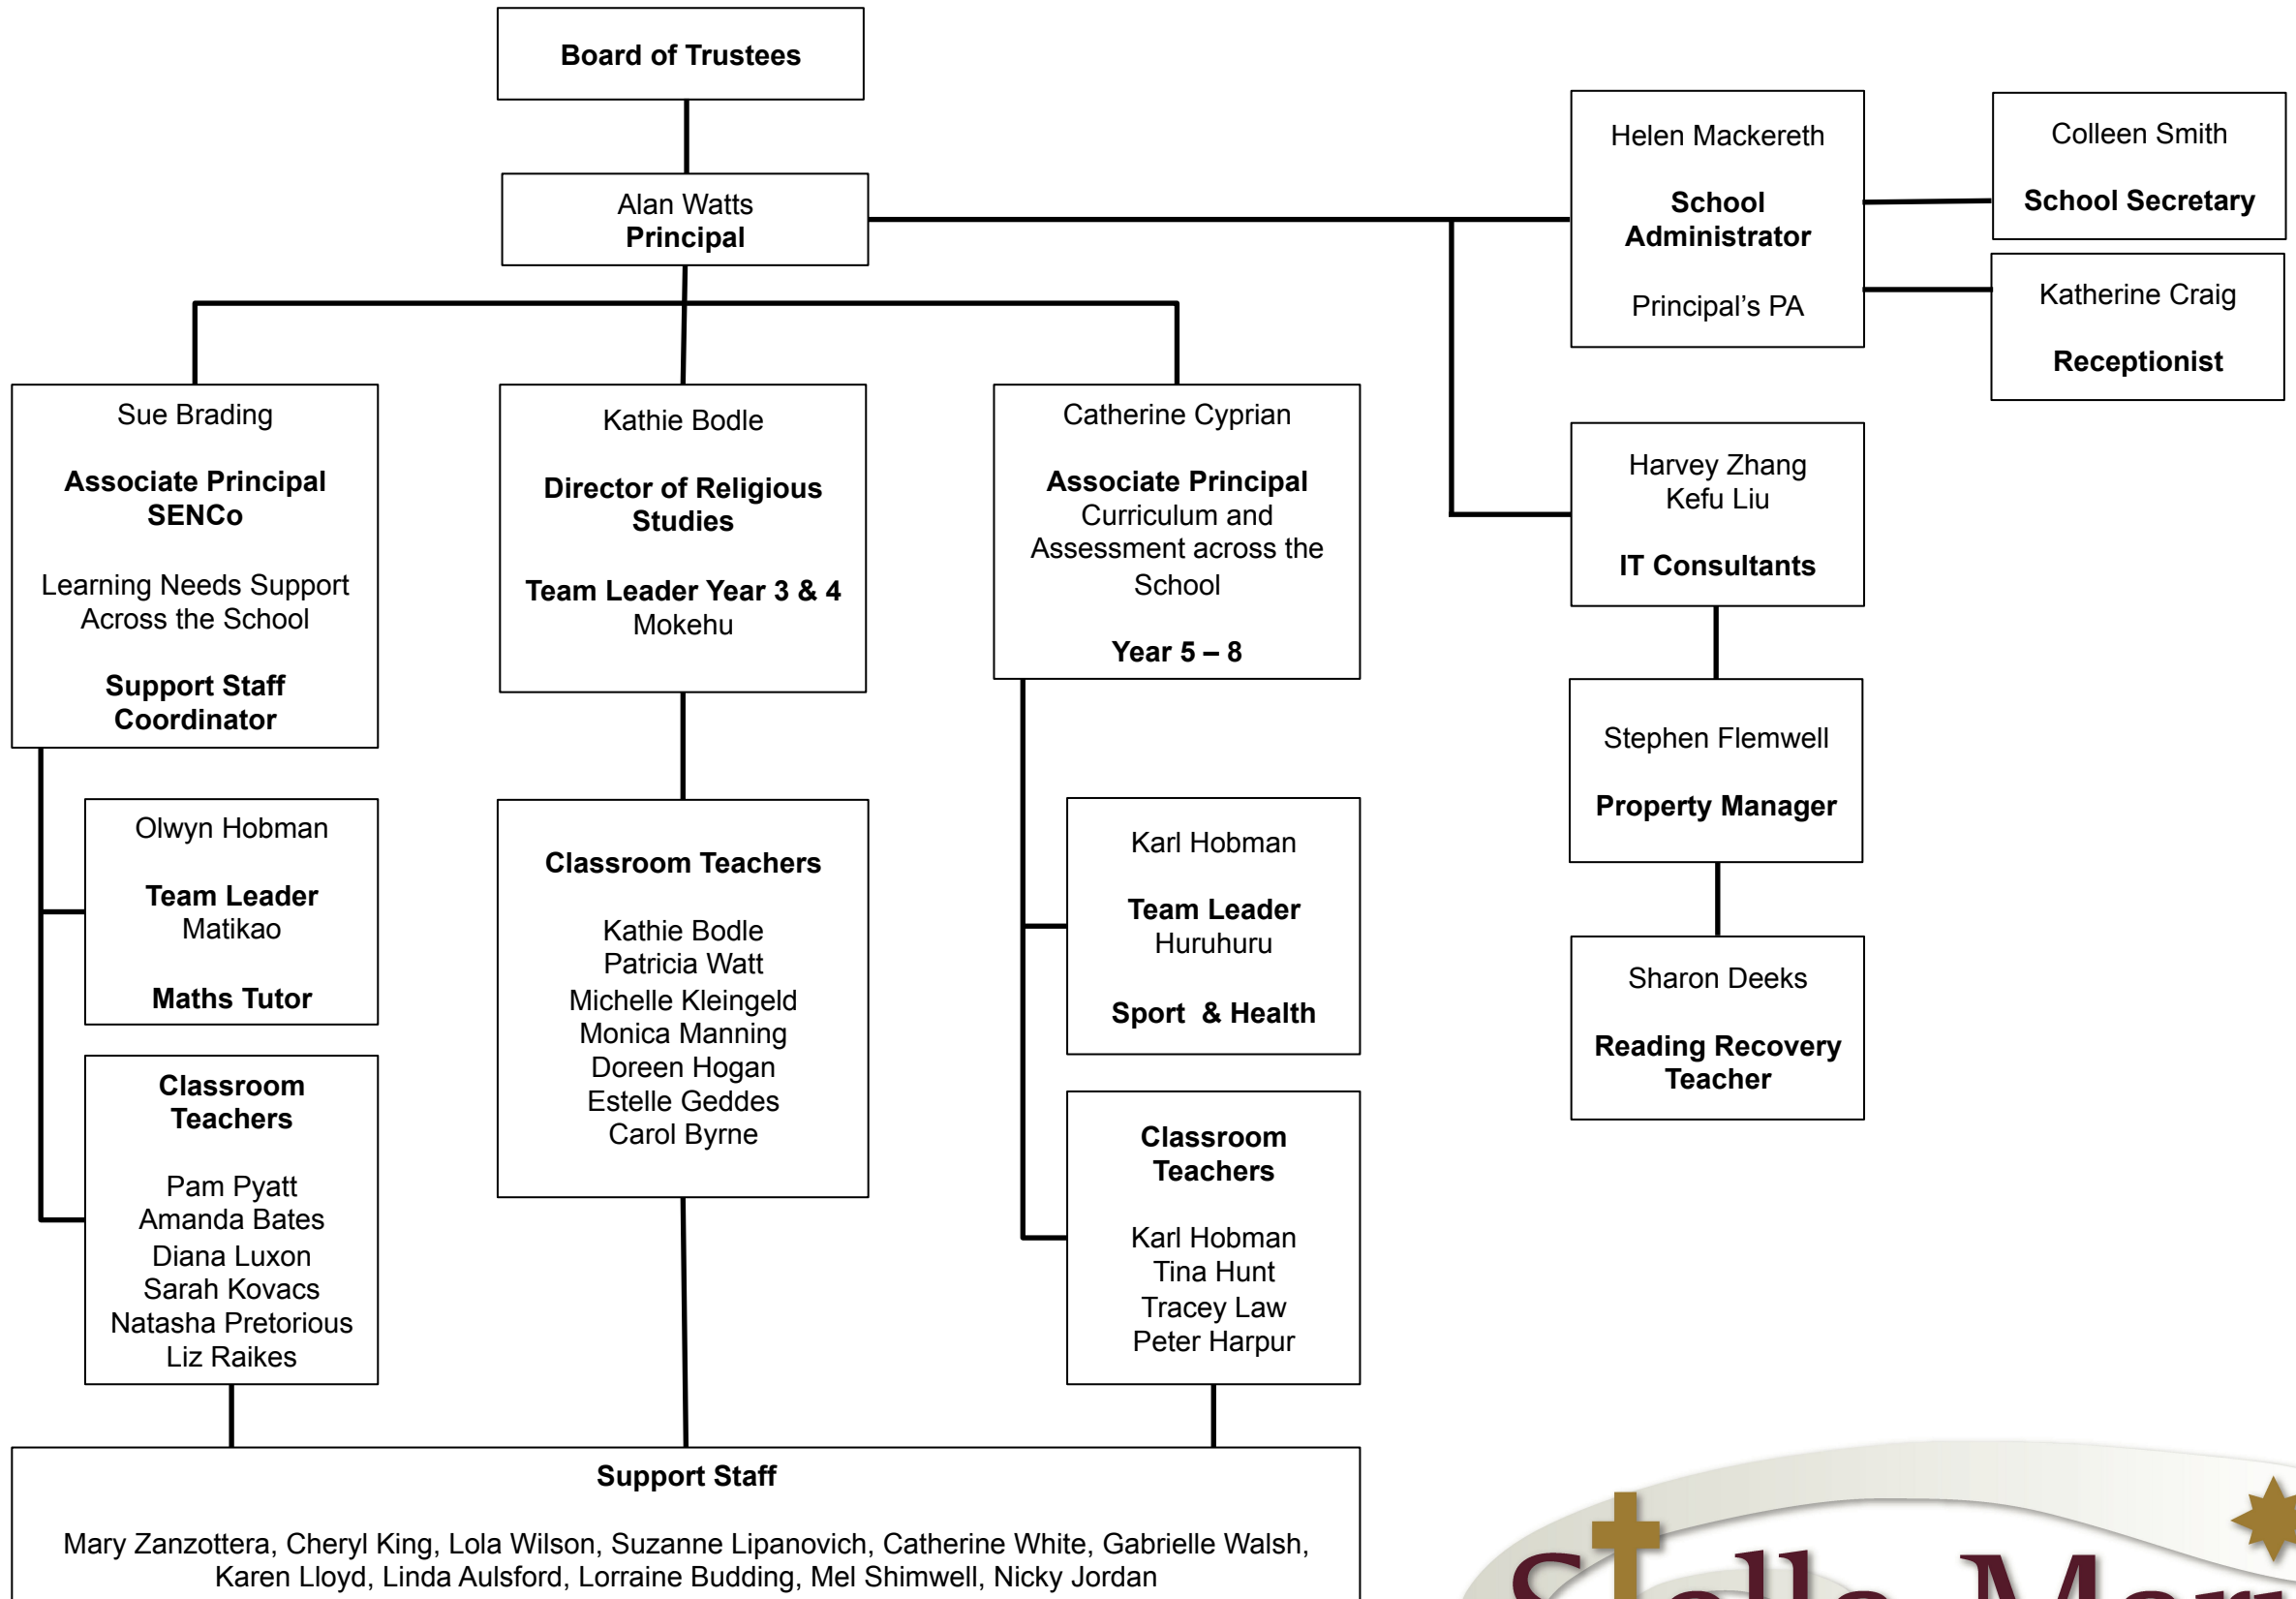 Board of Trustees
Alan Watts
Principal
Helen Mackereth
School
Administrator
Principal’s PA
Colleen Smith
School Secretary
Katherine Craig
Receptionist
Sue Brading
Associate Principal
SENCo
Learning Needs Support
Across the School
Support Staff
Coordinator
Kathie Bodle
Director of Religious
Studies
Team Leader Year 3 & 4
Mokehu
Catherine Cyprian
Associate Principal
Curriculum and
Assessment across the
School
Year 5 – 8
Harvey Zhang
Kefu Liu
IT Consultants
Stephen Flemwell
Property Manager
Sharon Deeks
Reading Recovery
Teacher
Olwyn Hobman
Team Leader
Matikao
Maths Tutor
Classroom
Teachers
Pam Pyatt
Amanda Bates
Diana Luxon
Sarah Kovacs
Natasha Pretorious
Liz Raikes
Classroom Teachers
Kathie Bodle
Patricia Watt
Michelle Kleingeld
Monica Manning
Doreen Hogan
Estelle Geddes
Carol Byrne
Karl Hobman
Team Leader
Huruhuru
Sport  & Health
Classroom
Teachers
Karl Hobman
Tina Hunt
Tracey Law
Peter Harpur
Support Staff
Mary Zanzottera, Cheryl King, Lola Wilson, Suzanne Lipanovich, Catherine White, Gabrielle Walsh,
Karen Lloyd, Linda Aulsford, Lorraine Budding, Mel Shimwell, Nicky Jordan
Stella